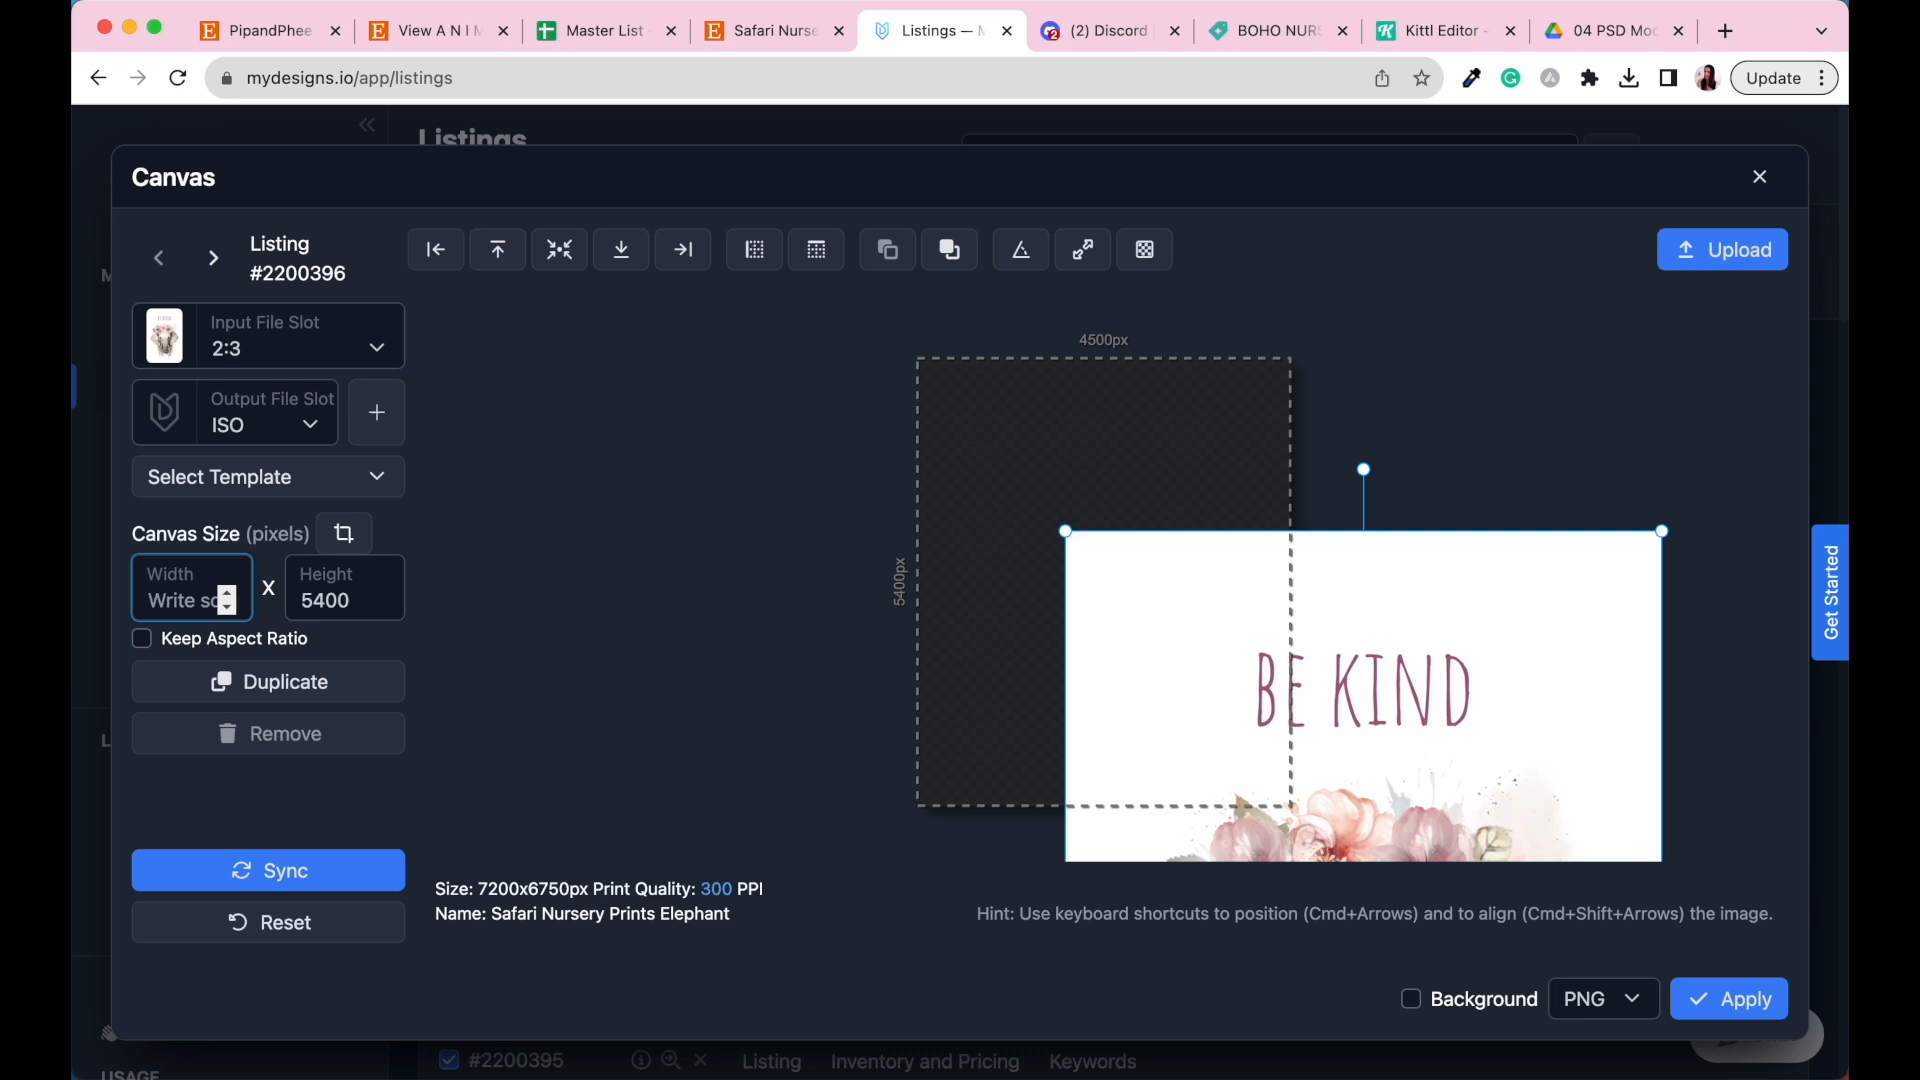 PipandPhee
View A N I M
Master List
Safari Nurse
Listings — M
(2) Discord
BOHO NURS
Kittl Editor -
04 PSD Moc
mydesigns.io/app/listings
Update
Listings
Canvas
Listing
#2200396
Upload
Input File Slot
2:3
Output File Slot
ISO
Select Template
Canvas Size (pixels)
Width
Write so
X
Height
5400
Keep Aspect Ratio
Duplicate
Remove
Sync
Reset
4500px
5400px
BE KIND
Get Started
Size: 7200x6750px Print Quality: 300 PPI
Name: Safari Nursery Prints Elephant
Hint: Use keyboard shortcuts to position (Cmd+Arrows) and to align (Cmd+Shift+Arrows) the image.
Background
PNG
Apply
#2200395
Listing
Inventory and Pricing
Keywords
USAGE